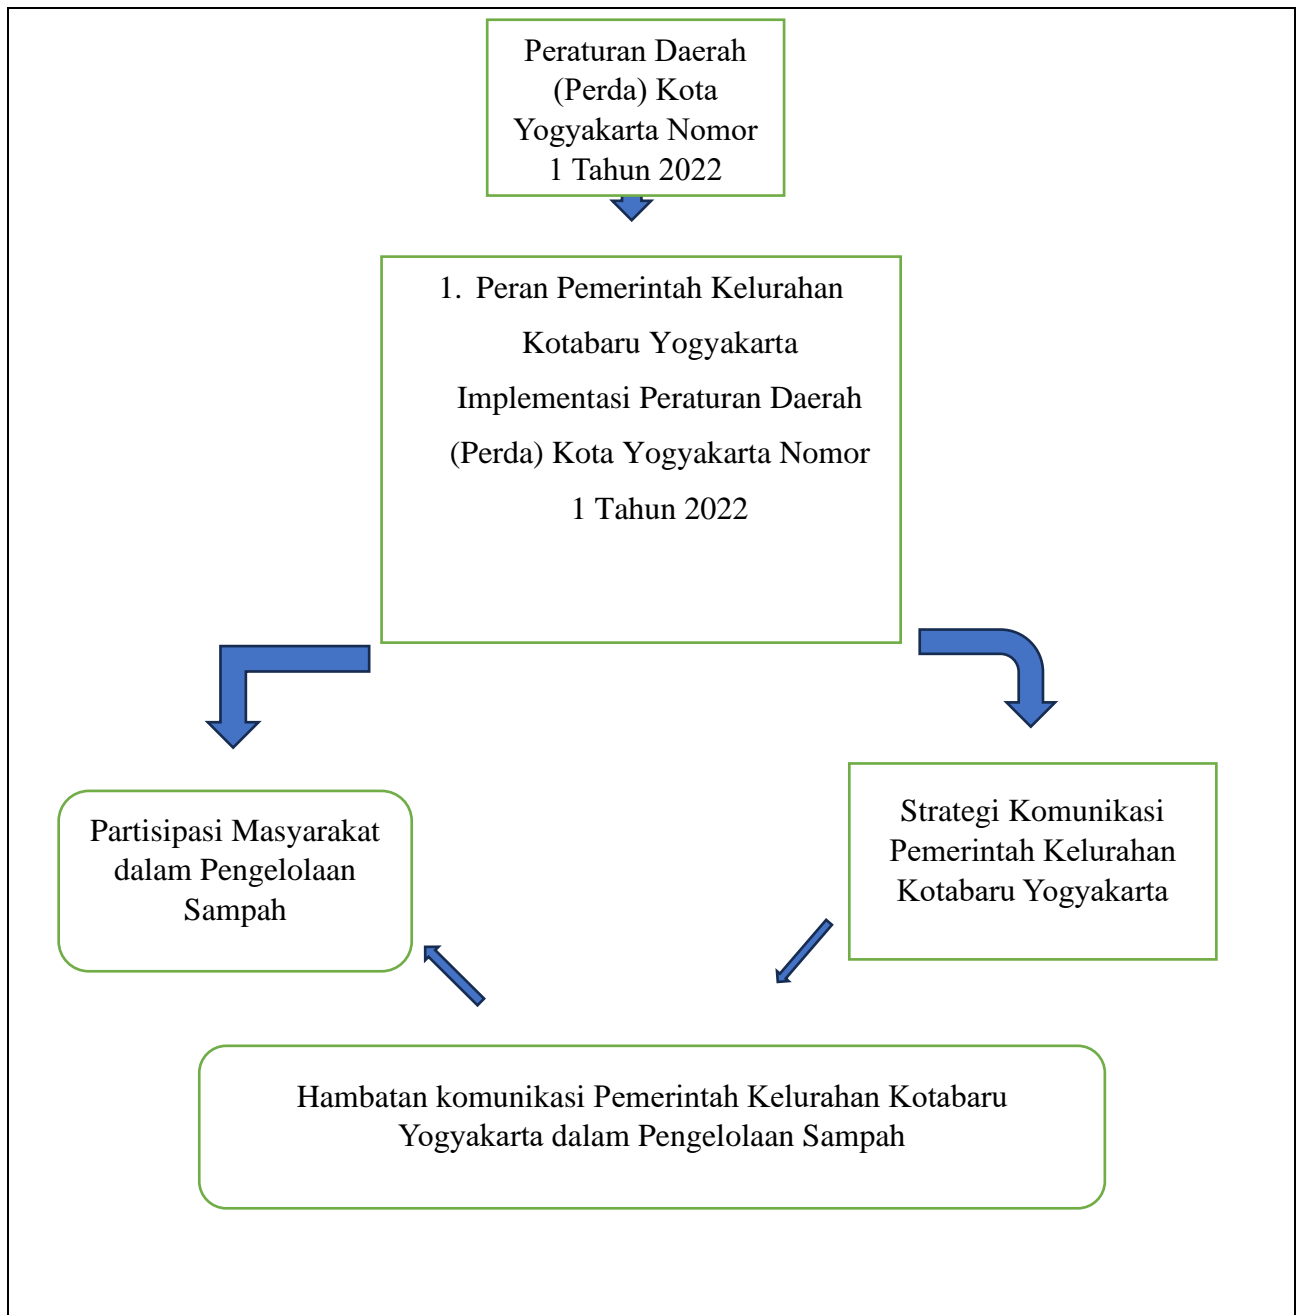 Peraturan Daerah
(Perda) Kota
Yogyakarta Nomor
1 Tahun 2022
1. Peran Pemerintah Kelurahan
Kotabaru Yogyakarta
Implementasi Peraturan Daerah
(Perda) Kota Yogyakarta Nomor
1 Tahun 2022
Partisipasi Masyarakat
dalam Pengelolaan
Sampah
Strategi Komunikasi
Pemerintah Kelurahan
Kotabaru Yogyakarta
Hambatan komunikasi Pemerintah Kelurahan Kotabaru
Yogyakarta dalam Pengelolaan Sampah